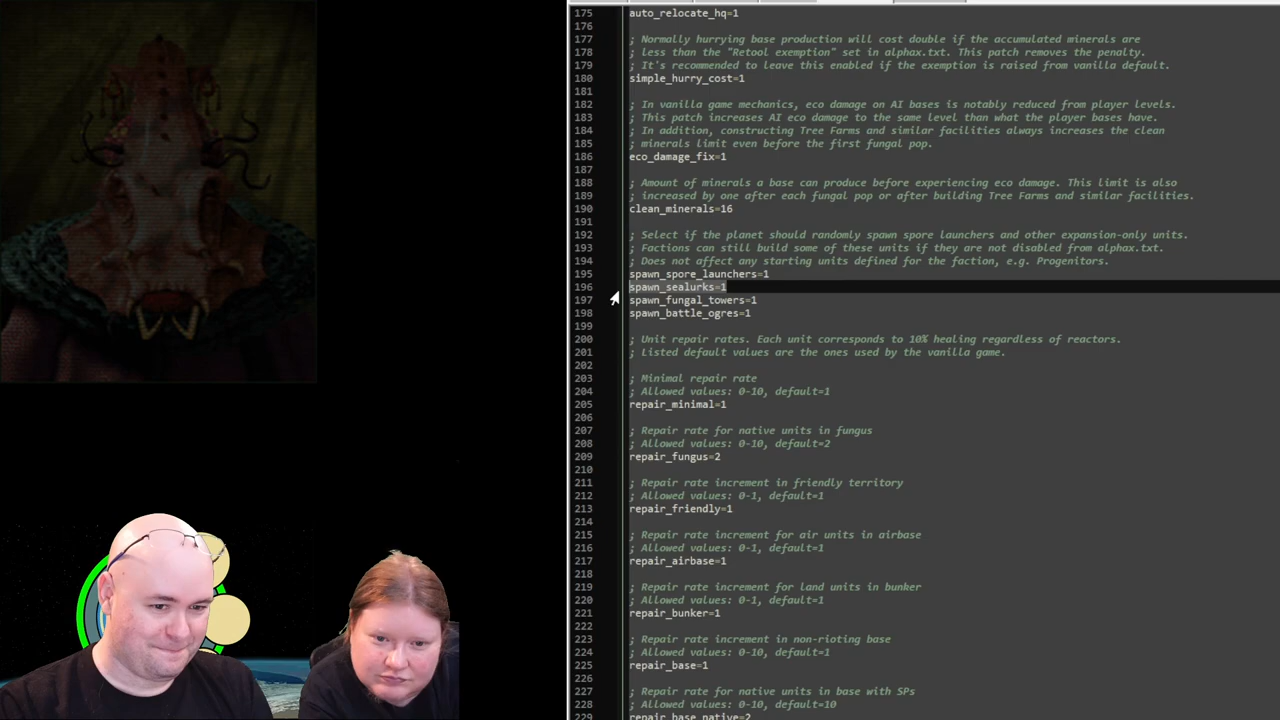 175 auto_relocate_hq=1
176
177 ; Normally hurrying base production will cost double if the accumulated minerals are
178 ; less than the "Retool exemption" set in alphax.txt. This patch removes the penalty.
179 ; It's recommended to leave this enabled if the exemption is raised from vanilla default.
180 simple_hurry_cost=1
181
182 ; In vanilla game mechanics, eco damage on AI bases is notably reduced from player levels.
183 ; This patch increases AI eco damage to the same level than what the player bases have.
184 ; In addition, constructing Tree Farms and similar facilities always increases the clean
185 ; minerals limit even before the first fungal pop.
186 eco_damage_fix=1
187
188 ; Amount of minerals a base can produce before experiencing eco damage. This limit is also
189 ; increased by one after each fungal pop or after building Tree Farms and similar facilities.
190 clean_minerals=16
191
192 ; Select if the planet should randomly spawn spore launchers and other expansion-only units.
193 ; Factions can still build some of these units if they are not disabled from alphax.txt.
194 ; Does not affect any starting units defined for the faction, e.g. Progenitors.
195 spawn_spore_launchers=1
196 spawn_sealurks=1
197 spawn_fungal_towers=1
198 spawn_battle_ogres=1
199
200 ; Unit repair rates. Each unit corresponds to 10% healing regardless of reactors.
201 ; Listed default values are the ones used by the vanilla game.
202
203 ; Minimal repair rate
204 ; Allowed values: 0-10, default=1
205 repair_minimal=1
206
207 ; Repair rate for native units in fungus
208 ; Allowed values: 0-10, default=2
209 repair_fungus=2
210
211 ; Repair rate increment in friendly territory
212 ; Allowed values: 0-1, default=1
213 repair_friendly=1
214
215 ; Repair rate increment for air units in airbase
216 ; Allowed values: 0-1, default=1
217 repair_airbase=1
218
219 ; Repair rate increment for land units in bunker
220 ; Allowed values: 0-1, default=1
221 repair_bunker=1
222
223 ; Repair rate increment in non-rioting base
224 ; Allowed values: 0-10, default=1
225 repair_base=1
226
227 ; Repair rate for native units in base with SPs
228 ; Allowed values: 0-10, default=10
229 repair_base_native=2